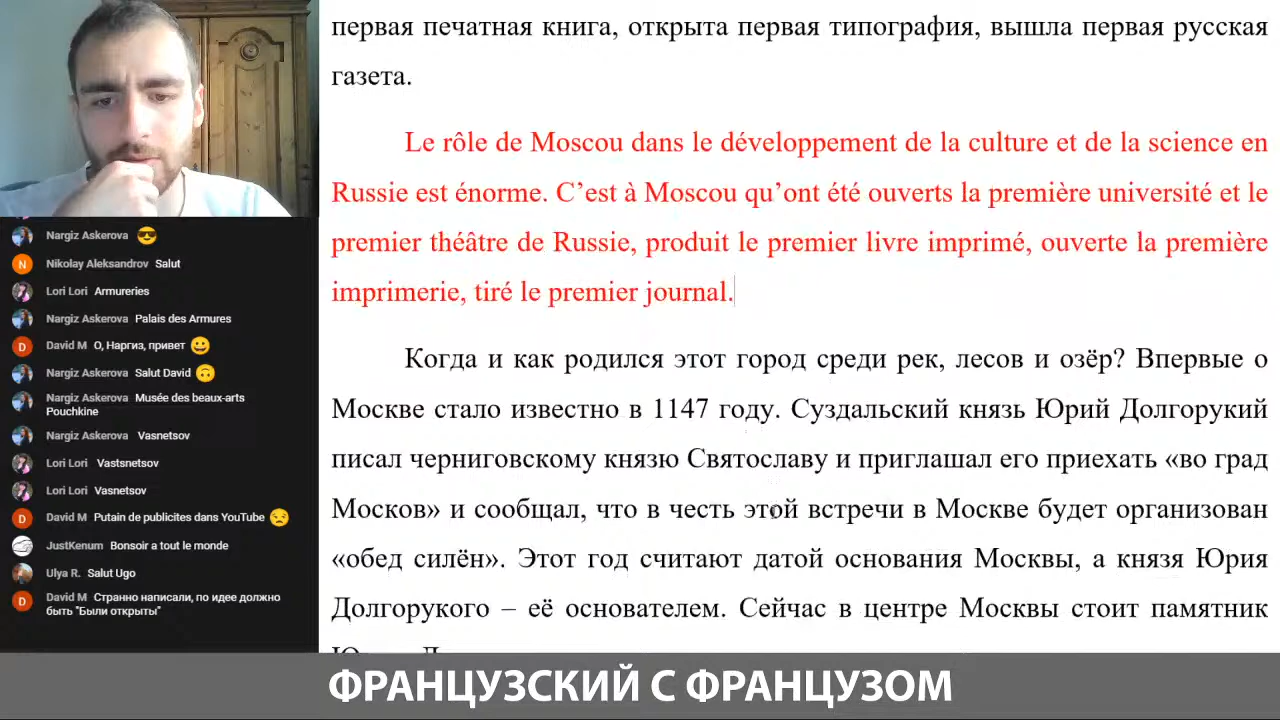 первая печатная книга, открыта первая типография, вышла первая русская
газета.
Le rôle de Moscou dans le développement de la culture et de la science en
Russie est énorme. C’est à Moscou qu’ont été ouverts la première université et le
premier théâtre de Russie, produit le premier livre imprimé, ouverte la première
imprimerie, tiré le premier journal.
Когда и как родился этот город среди рек, лесов и озёр? Впервые о
Москве стало известно в 1147 году. Суздальский князь Юрий Долгорукий
писал черниговскому князю Святославу и приглашал его приехать «во град
Москов» и сообщал, что в честь этой встречи в Москве будет организован
«обед силён». Этот год считают датой основания Москвы, а князя Юрия
Долгорукого – её основателем. Сейчас в центре Москвы стоит памятник
Nargiz Askerova 😎
N Nikolay Aleksandrov Salut
Lori Lori Armureries
Nargiz Askerova Palais des Armures
D David M О, Наргиз, привет 😀
Nargiz Askerova Salut David 🙃
Nargiz Askerova Musée des beaux-arts
Pouchkine
Nargiz Askerova Vasnetsov
Lori Lori Vastsnetsov
Lori Lori Vasnetsov
D David M Putain de publicites dans YouTube 😒
JustKenum Bonsoir a tout le monde
Ulya R. Salut Ugo
D David M Странно написали, по идее должно
быть "Были открыты"
ФРАНЦУЗСКИЙ С ФРАНЦУЗОМ